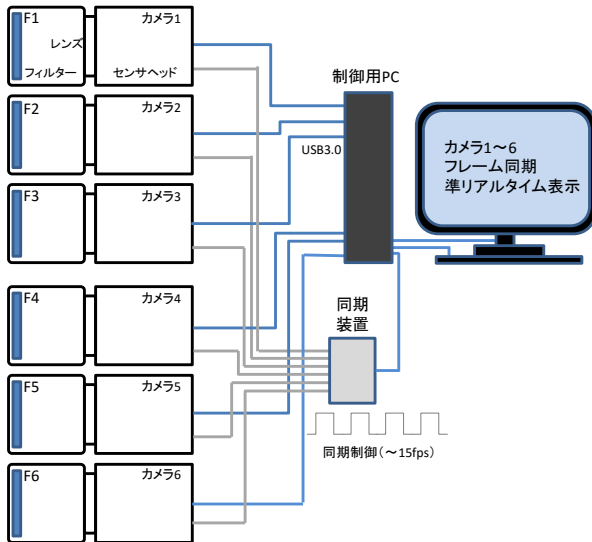 F1
カメラ1
レンズ
フィルター
センサヘッド
F2
カメラ2
F3
カメラ3
F4
カメラ4
F5
カメラ5
F6
カメラ6
制御用PC
USB3.0
カメラ1～6
フレーム同期
準リアルタイム表示
同期
装置
同期制御(～15fps)